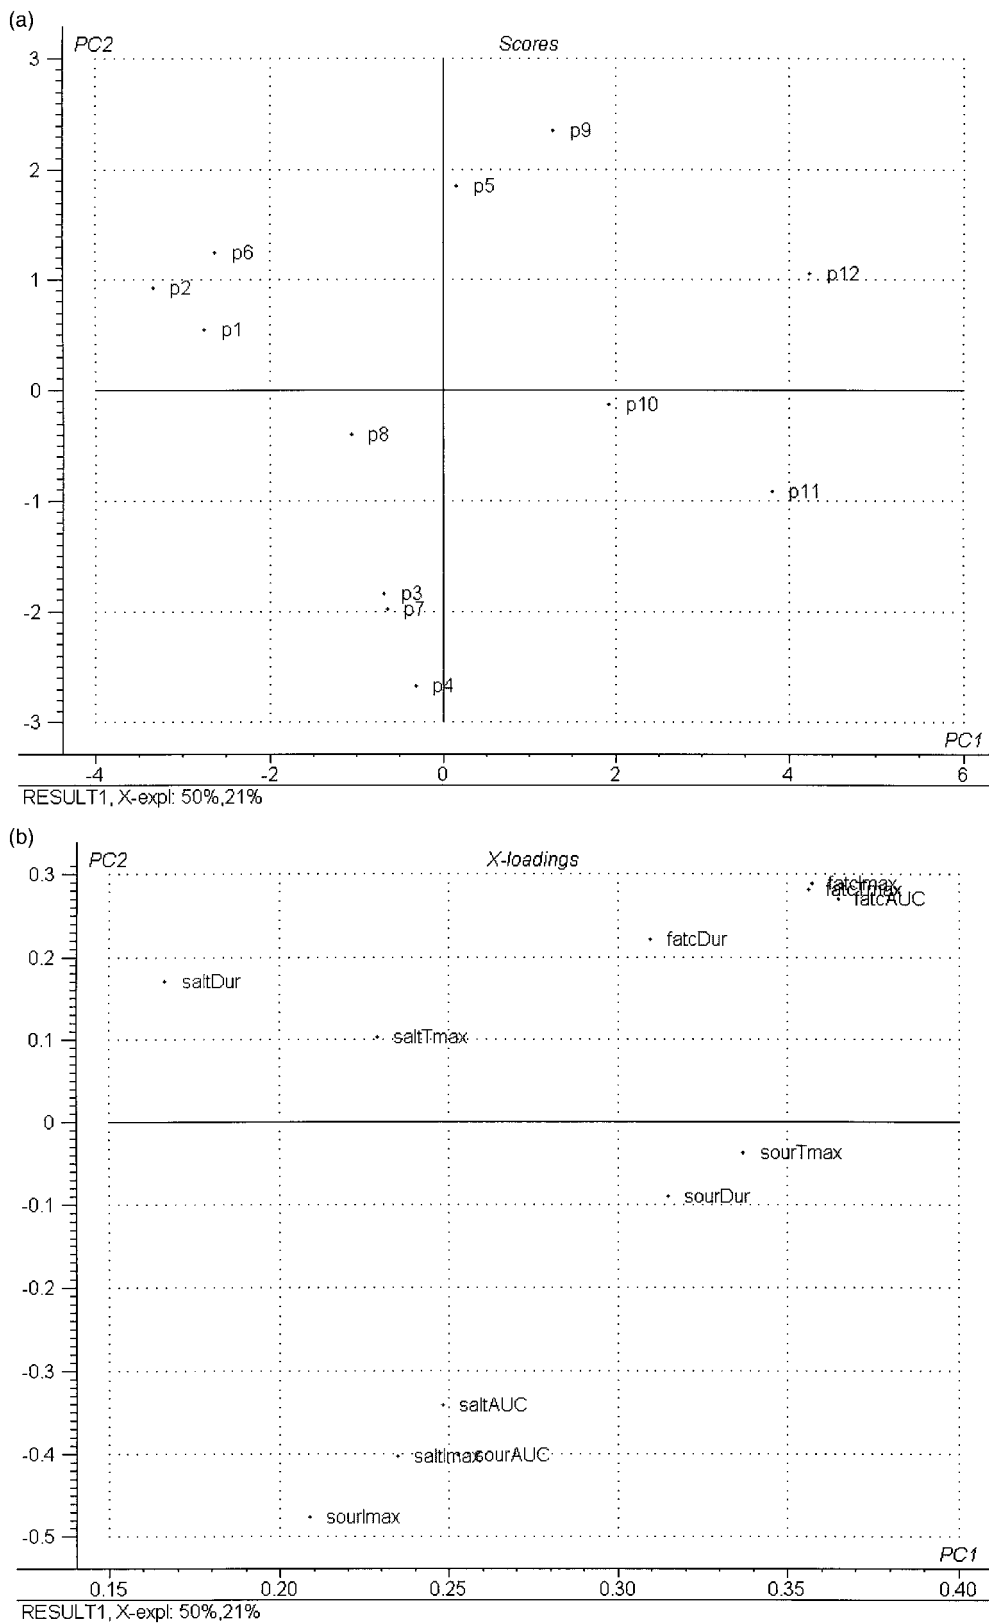 (a)
PC2
Scores
3
p9
2
p5
p6
1
p12
p2
p1
0
p10
p8
-1
p11
p3
p7
-2
p4
-3
PC1
-4 -2 0 2 4 6
RESULT1, X-expl: 50%,21%
(b)
PC2
X-loadings
0.3
fatcImax
fatcTmax
fatcAUC
fatcDur
0.2
saltDur
0.1
saltTmax
0
sourTmax
sourDur
-0.1
-0.2
-0.3
saltAUC
-0.4
saltImax sourAUC
sourImax
-0.5
PC1
0.15 0.20 0.25 0.30 0.35 0.40
RESULT1, X-expl: 50%,21%